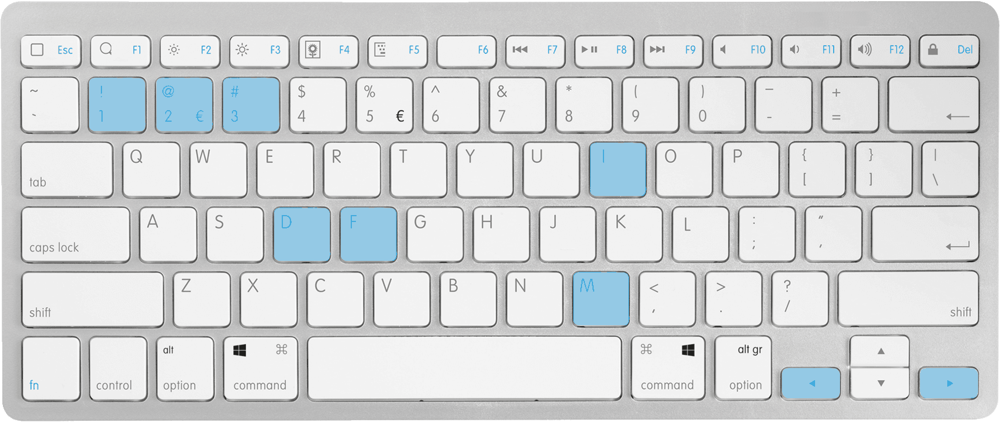 Esc F1 F2 F3 F4 F5 F6 F7 F8 F9 F10 F11 F12 Del
~ ! @ # $ % ^ & * ( ) – +
` 1 2 € 3 4 5 € 6 7 8 9 0 - = ←
Q W E R T Y U I O P { } |
tab [ ] \
A S D F G H J K L : "
caps lock ; ,
Z X C V B N M < > ?
shift , . / shift
alt ⌘ ⌘ alt gr
fn control option command command option